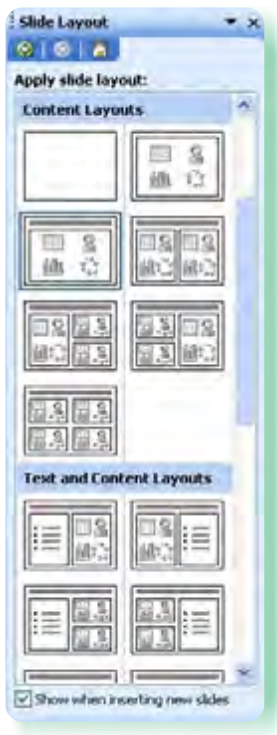 Slide Layout
Apply slide layout:
Content Layouts
Text and Content Layouts
Show when inserting new slides